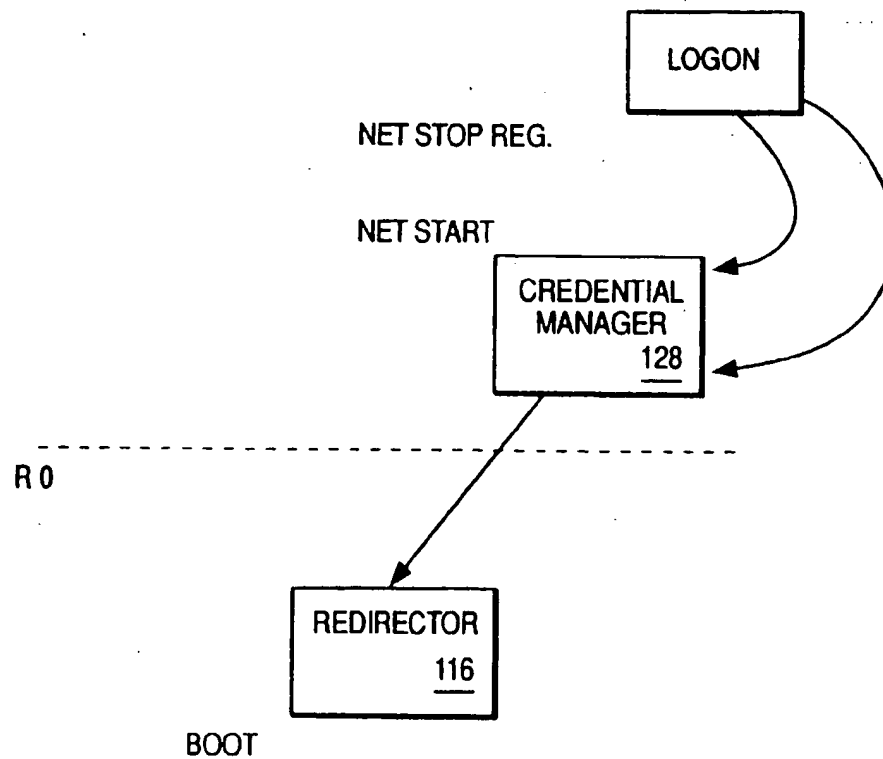 LOGON
NET STOP REG.
NET START
CREDENTIAL
MANAGER
128
R 0
REDIRECTOR
116
BOOT